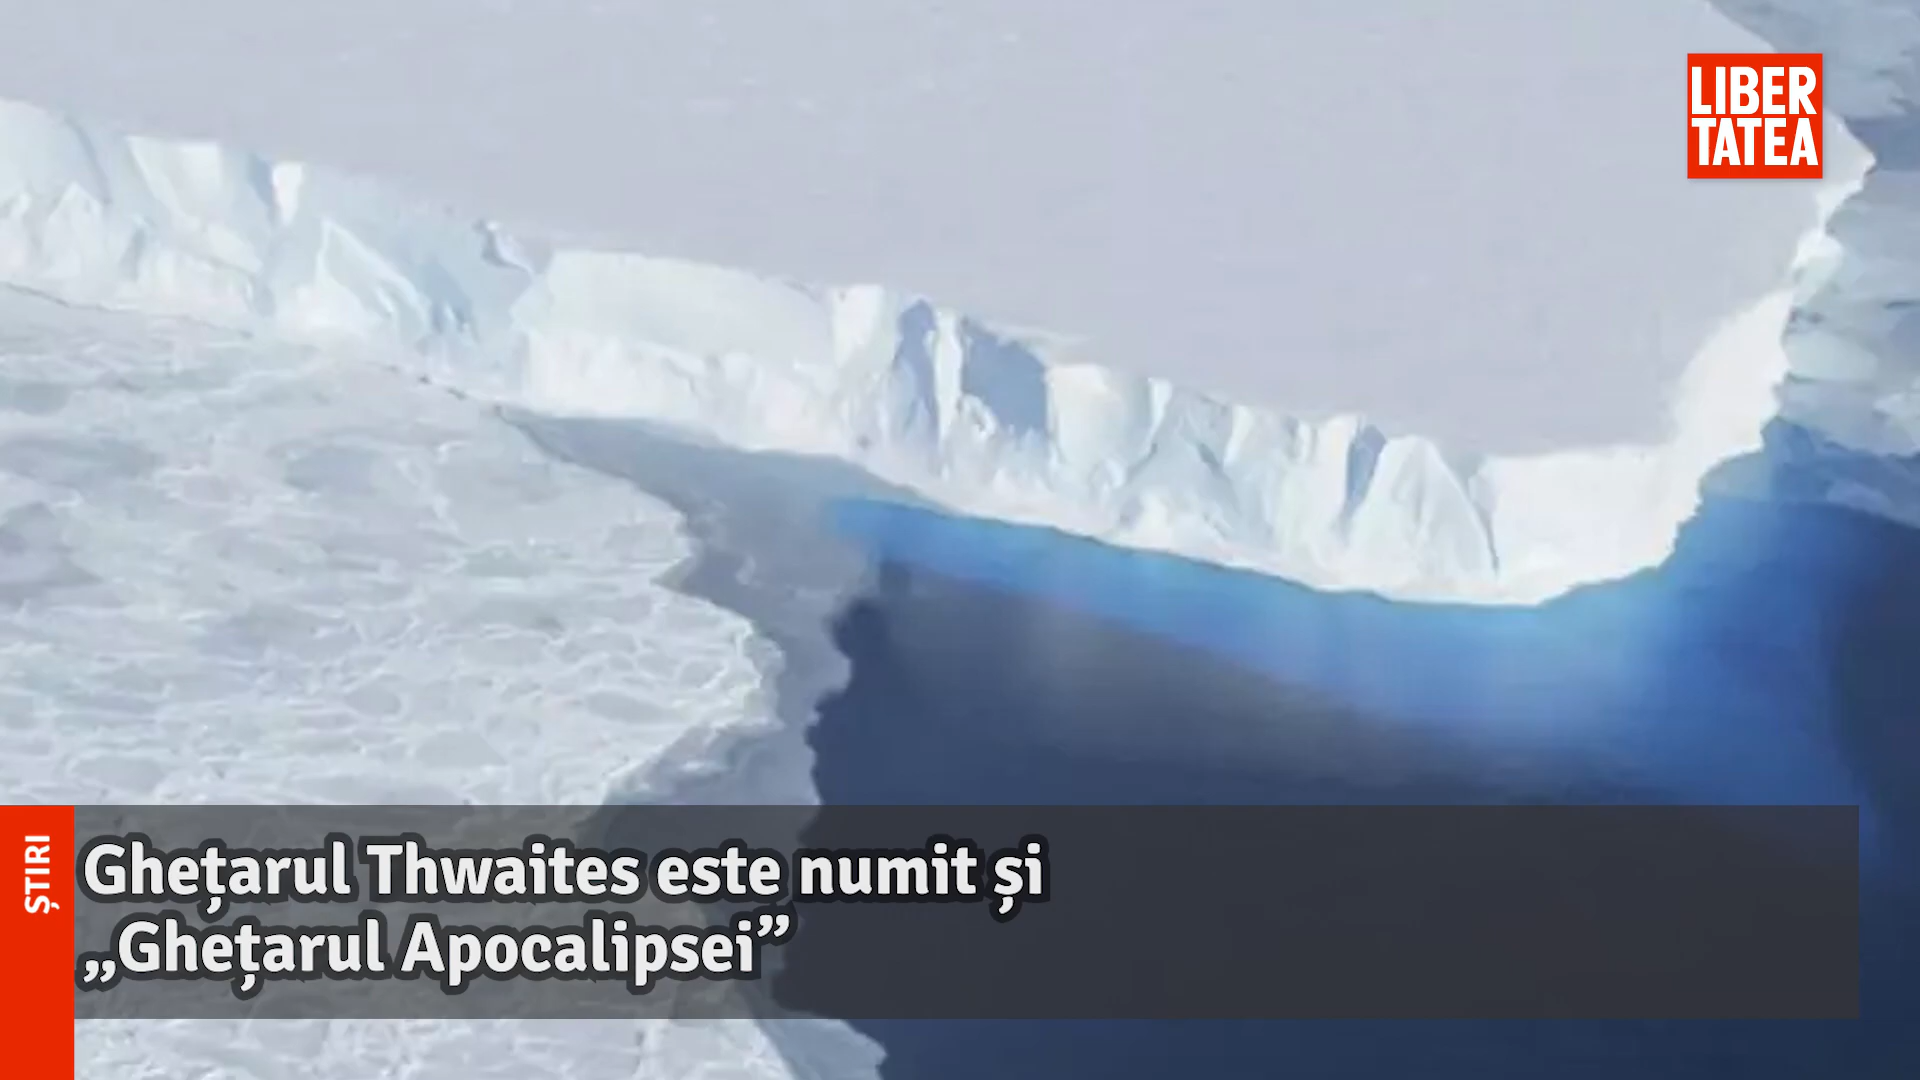 LIBER
TATEA
ȘTIRI
Ghețarul Thwaites este numit și
„Ghețarul Apocalipsei”